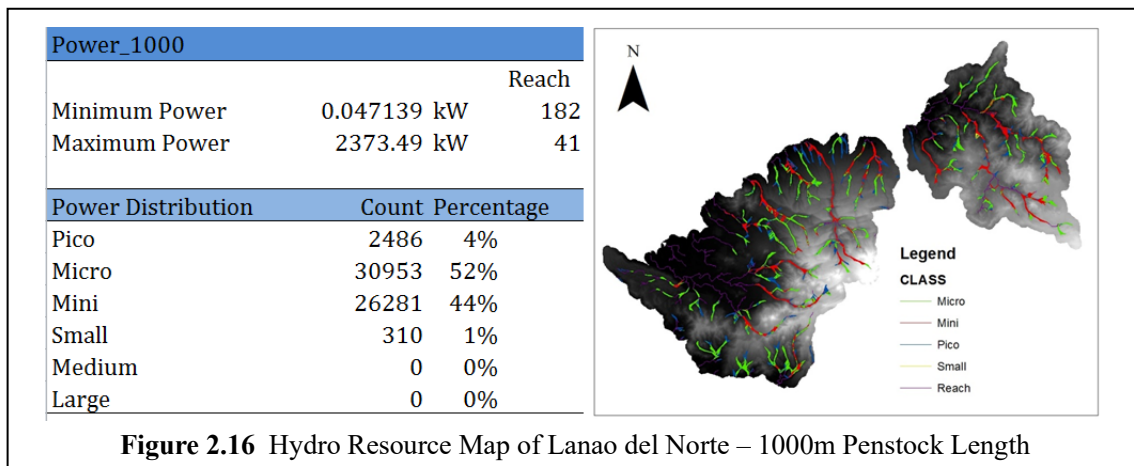 Power_1000
Reach
Minimum Power 0.047139 kW 182
Maximum Power 2373.49 kW 41
Power Distribution Count Percentage
Pico 2486 4%
Micro 30953 52%
Mini 26281 44%
Small 310 1%
Medium 0 0%
Large 0 0%
N
Legend
CLASS
Micro
Mini
Pico
Small
Reach
Figure 2.16 Hydro Resource Map of Lanao del Norte – 1000m Penstock Length